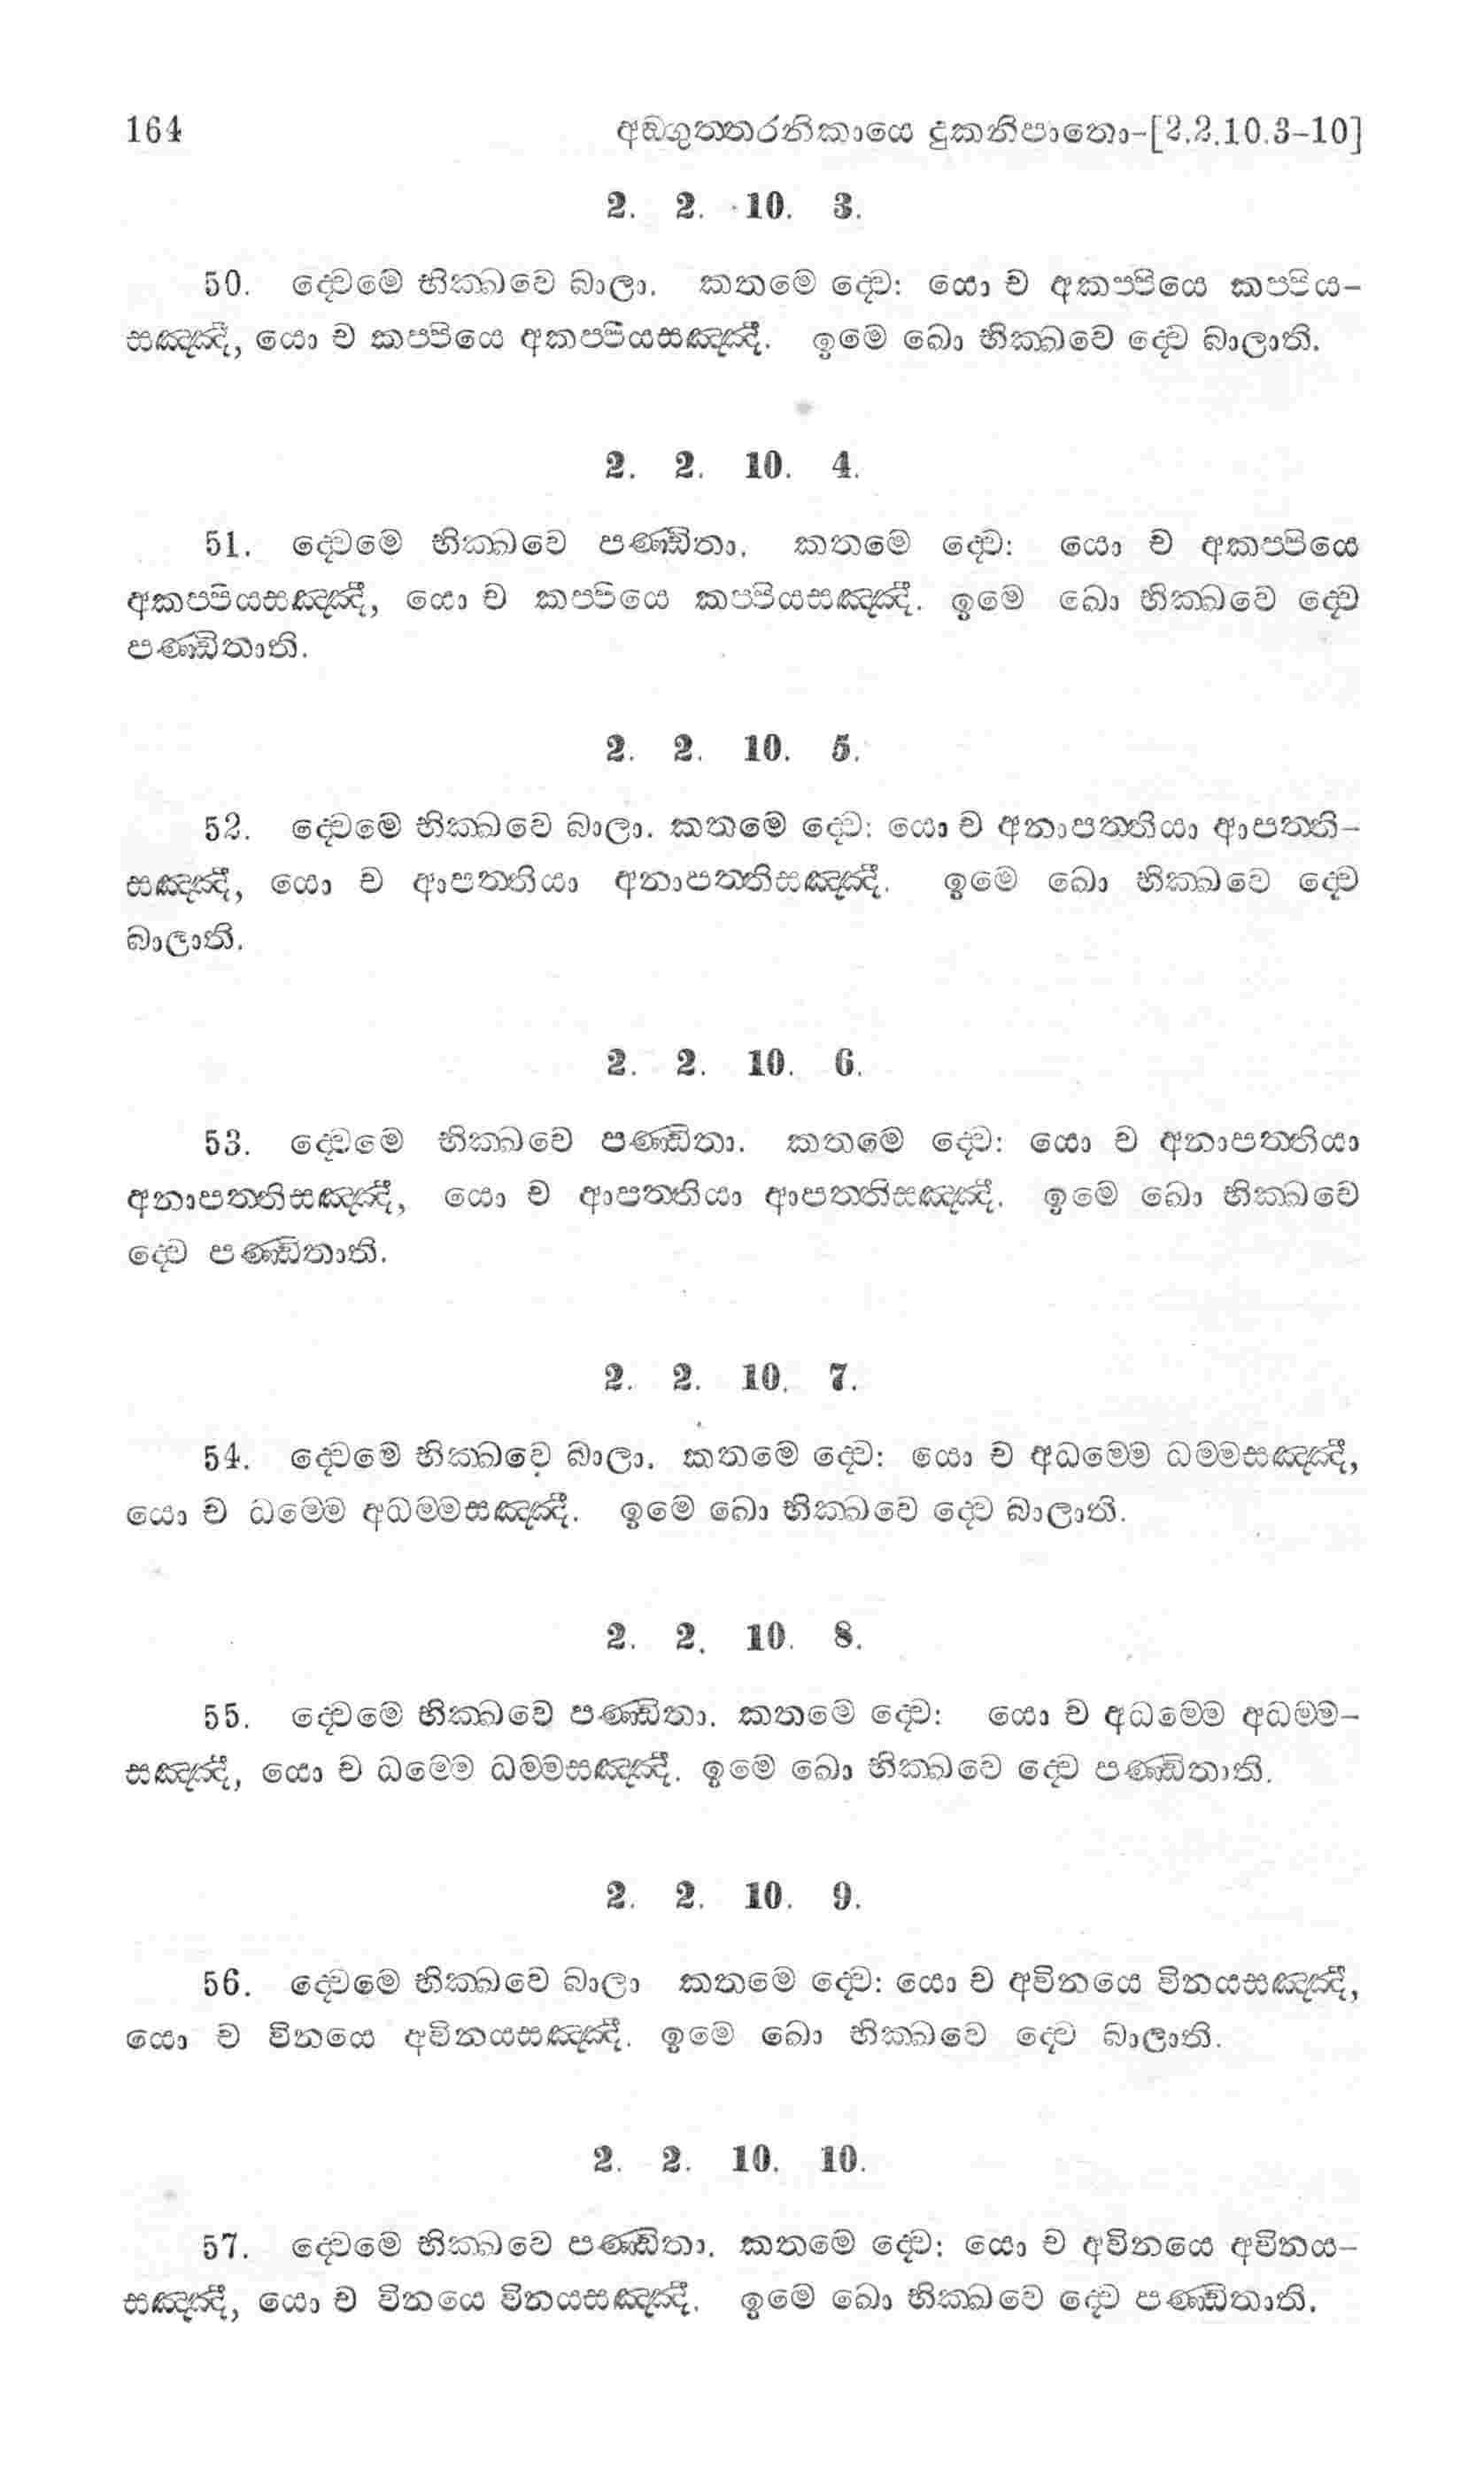 164 අඞගුත්තරනිකායෙ දුකනිපාතො-[2.2.10.3-10]
2. 2. 10. 3.
50. ද්වෙමෙ භික්ඛවෙ බාලා. කතමෙ ද්වෙ: යො ච අකප්පියෙ කප්පිය-
සඤ්ඤී, යො ච කප්පියෙ අකප්පියසඤ්ඤී. ඉමෙ ඛො භික්ඛවෙ ද්වෙ බාලාති.
2. 2. 10. 4.
51. ද්වෙමෙ භික්ඛවෙ පණ්ඩිතා. කතමෙ ද්වෙ: යො ච අකප්පියෙ
අකප්පියසඤ්ඤී, යො ච කප්පියෙ කප්පියසඤ්ඤී. ඉමෙ ඛො භික්ඛවෙ ද්වෙ
පණ්ඩිතාති.
2. 2. 10. 5.
52. ද්වෙමෙ භික්ඛවෙ බාලා. කතමෙ ද්වෙ: යො ච අනාපත්තියා ආපත්ති-
සඤ්ඤී, යො ච ආපත්තියා අනාපත්තිසඤ්ඤී. ඉමෙ ඛො භික්ඛවෙ ද්වෙ
බාලාති.
2. 2. 10. 6.
53. ද්වෙමෙ භික්ඛවෙ පණ්ඩිතා. කතමෙ ද්වෙ: යො ච අනාපත්තියා
අනාපත්තිසඤ්ඤී, යො ච ආපත්තියා ආපත්තිසඤ්ඤී. ඉමෙ ඛො භික්ඛවෙ
ද්වෙ පණ්ඩිතාති.
2. 2. 10. 7.
54. ද්වෙමෙ භික්ඛවෙ බාලා. කතමෙ ද්වෙ: යො ච අධම්මෙ ධම්මසඤ්ඤී,
යො ච ධම්මෙ අධම්මසඤ්ඤී. ඉමෙ ඛො භික්ඛවෙ ද්වෙ බාලාති.
2. 2. 10. 8.
55. ද්වෙමෙ භික්ඛවෙ පණ්ඩිතා. කතමෙ ද්වෙ: යො ච අධම්මෙ අධම්ම-
සඤ්ඤී, යො ච ධම්මෙ ධම්මසඤ්ඤී. ඉමෙ ඛො භික්ඛවෙ ද්වෙ පණ්ඩිතාති.
2. 2. 10. 9.
56. ද්වෙමෙ භික්ඛවෙ බාලා කතමෙ ද්වෙ: යො ච අවිනයෙ විනයසඤ්ඤී,
යො ච විනයෙ අවිනයසඤ්ඤී. ඉමෙ ඛො භික්ඛවෙ ද්වෙ බාලාති.
2. 2. 10. 10.
57. ද්වෙමෙ භික්ඛවෙ පණ්ඩිතා. කතමෙ ද්වෙ: යො ච අවිනයෙ අවිනය-
සඤ්ඤී, යො ච විනයෙ විනයසඤ්ඤී. ඉමෙ ඛො භික්ඛවෙ ද්වෙ පණ්ඩිතාති.